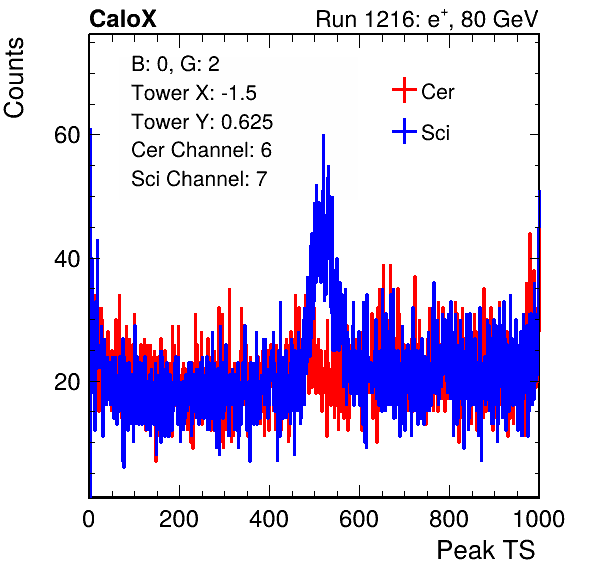 CaloX Run 1216: e⁺, 80 GeV
Counts
B: 0, G: 2
Tower X: -1.5
Tower Y: 0.625
Cer Channel: 6
Sci Channel: 7
Cer
Sci
60
40
20
0 200 400 600 800 1000
Peak TS